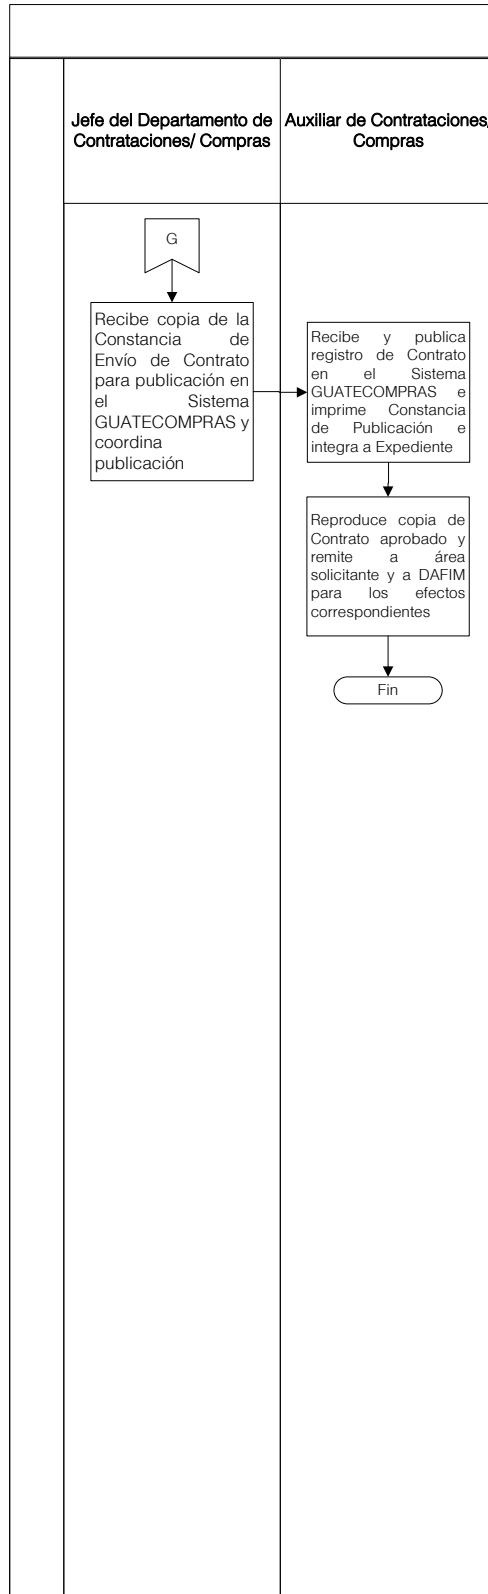 Jefe del Departamento de
Contrataciones/ Compras
Auxiliar de Contrataciones/
Compras
G
Recibe copia de la
Constancia de
Envío de Contrato
para publicación en
el Sistema
GUATECOMPRAS y
coordina
publicación
Recibe y publica
registro de Contrato
en el Sistema
GUATECOMPRAS e
imprime Constancia
de Publicación e
integra a Expediente
Reproduce copia de
Contrato aprobado y
remite a área
solicitante y a DAFIM
para los efectos
correspondientes
Fin